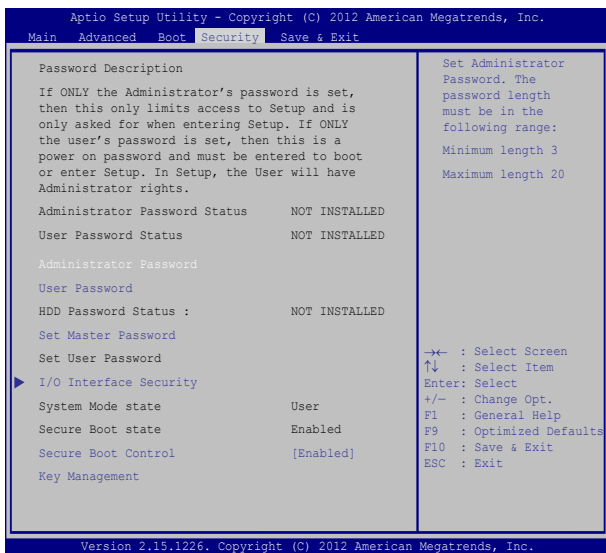 Aptio Setup Utility - Copyright (C) 2012 American Megatrends, Inc.
Main Advanced Boot Security Save & Exit
Password Description
If ONLY the Administrator's password is set,
then this only limits access to Setup and is
only asked for when entering Setup. If ONLY
the user's password is set, then this is a
power on password and must be entered to boot
or enter Setup. In Setup, the User will have
Administrator rights.
Administrator Password Status NOT INSTALLED
User Password Status NOT INSTALLED
Administrator Password
User Password
HDD Password Status : NOT INSTALLED
Set Master Password
Set User Password
I/O Interface Security
System Mode state User
Secure Boot state Enabled
Secure Boot Control [Enabled]
Key Management
Set Administrator
Password. The
password length
must be in the
following range:
Minimum length 3
Maximum length 20
→← : Select Screen
↑↓ : Select Item
Enter: Select
+/— : Change Opt.
F1 : General Help
F9 : Optimized Defaults
F10 : Save & Exit
ESC : Exit
Version 2.15.1226. Copyright (C) 2012 American Megatrends, Inc.